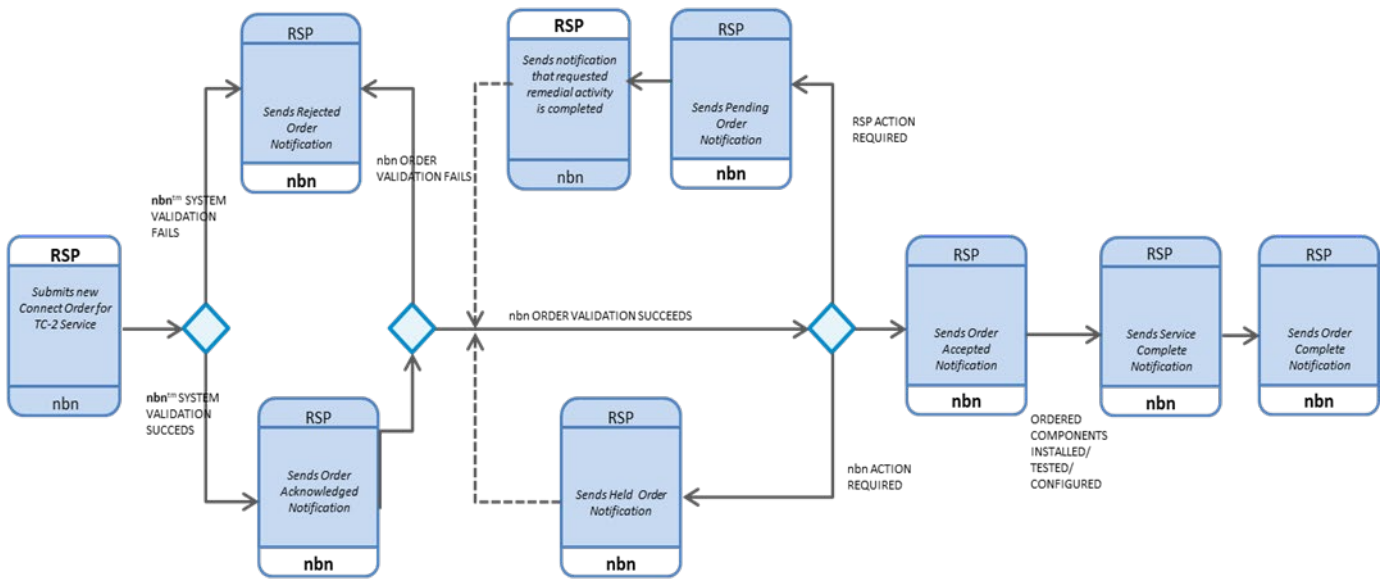 RSP
Sends Rejected
Order
Notification
nbn
RSP
Sends notification
that requested
remedial activity
is completed
nbn
RSP
Sends Pending
Order
Notification
nbn
RSP ACTION
REQUIRED
nbn ORDER
VALIDATION FAILS
nbn™ SYSTEM
VALIDATION
FAILS
RSP
Submits new
Connect Order for
TC-2 Service
nbn
nbn ORDER VALIDATION SUCCEEDS
RSP
Sends Order
Accepted
Notification
nbn
RSP
Sends Service
Complete
Notification
nbn
RSP
Sends Order
Complete
Notification
nbn
nbn™ SYSTEM
VALIDATION
SUCCEDS
RSP
Sends Order
Acknowledged
Notification
nbn
RSP
Sends Held Order
Notification
nbn
nbn ACTION
REQUIRED
ORDERED
COMPONENTS
INSTALLED/
TESTED/
CONFIGURED